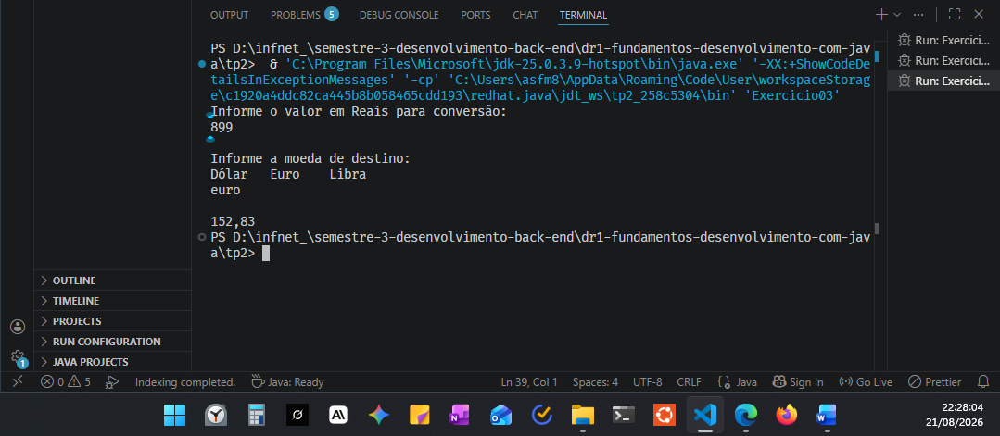 OUTPUT PROBLEMS 5 DEBUG CONSOLE PORTS CHAT TERMINAL
PS D:\infnet_\semestre-3-desenvolvimento-back-end\dr1-fundamentos-desenvolvimento-com-jav
a\tp2>  & 'C:\Program Files\Microsoft\jdk-25.0.3.9-hotspot\bin\java.exe' '-XX:+ShowCodeDe
tailsInExceptionMessages' '-cp' 'C:\Users\asfm8\AppData\Roaming\Code\User\workspaceStorag
e\c1920a4ddc82ca445b8b058465cdd193\redhat.java\jdt_ws\tp2_258c5304\bin' 'Exercicio03'
Informe o valor em Reais para conversão:
899
Informe a moeda de destino:
Dólar   Euro    Libra
euro
152,83
PS D:\infnet_\semestre-3-desenvolvimento-back-end\dr1-fundamentos-desenvolvimento-com-jav
a\tp2>
Run: Exercici...
Run: Exercici...
Run: Exercici...
OUTLINE
TIMELINE
PROJECTS
RUN CONFIGURATION
JAVA PROJECTS
1
0 5 Indexing completed. Java: Ready Ln 39, Col 1 Spaces: 4 UTF-8 CRLF {} Java Sign In Go Live Prettier
AI
22:28:04
21/08/2026